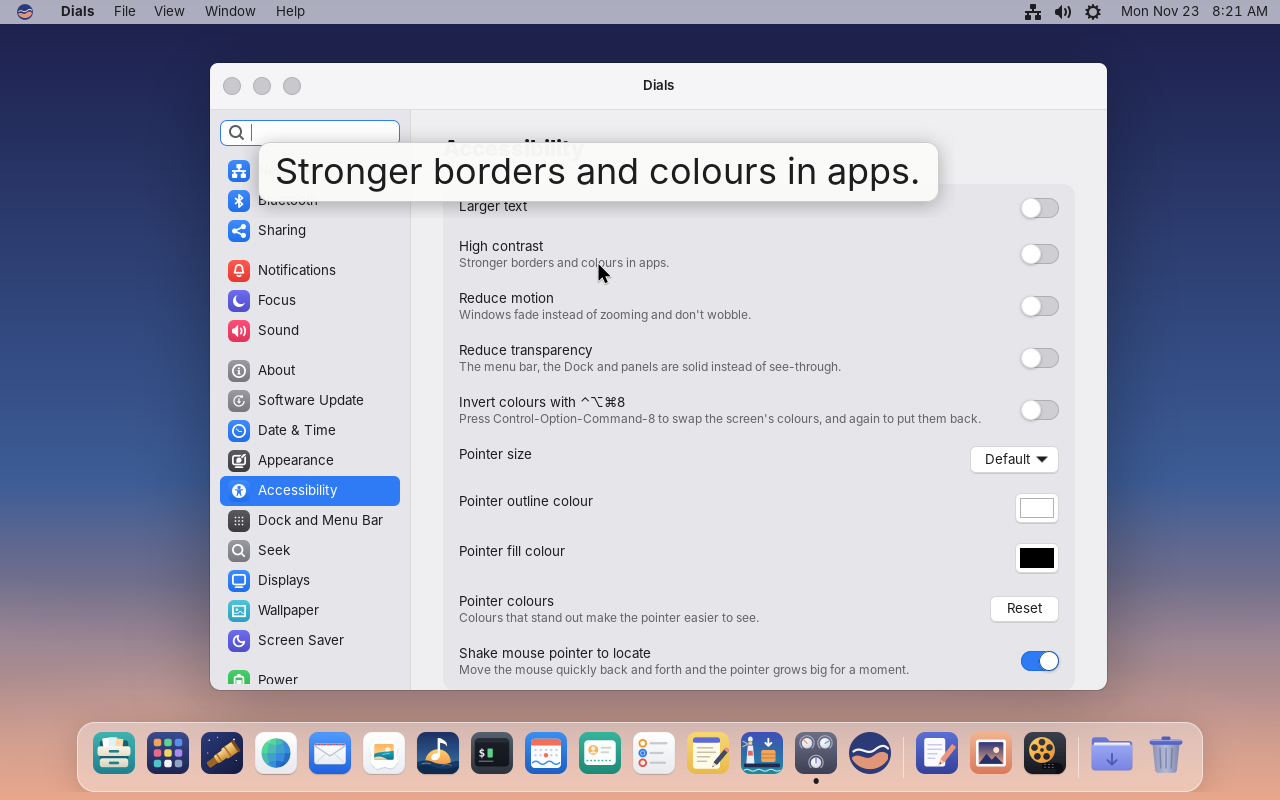 Dials File View Window Help Mon Nov 23 8:21 AM
Dials
Accessibility
Stronger borders and colours in apps.
Bluetooth
Larger text
Sharing
High contrast
Stronger borders and colours in apps.
Notifications
Focus
Reduce motion
Windows fade instead of zooming and don't wobble.
Sound
Reduce transparency
The menu bar, the Dock and panels are solid instead of see-through.
About
Software Update
Invert colours with ^⌥⌘8
Press Control-Option-Command-8 to swap the screen's colours, and again to put them back.
Date & Time
Pointer size Default
Appearance
Accessibility
Pointer outline colour
Dock and Menu Bar
Seek
Pointer fill colour
Displays
Wallpaper
Pointer colours
Colours that stand out make the pointer easier to see.
Reset
Screen Saver
Shake mouse pointer to locate
Move the mouse quickly back and forth and the pointer grows big for a moment.
Power
$